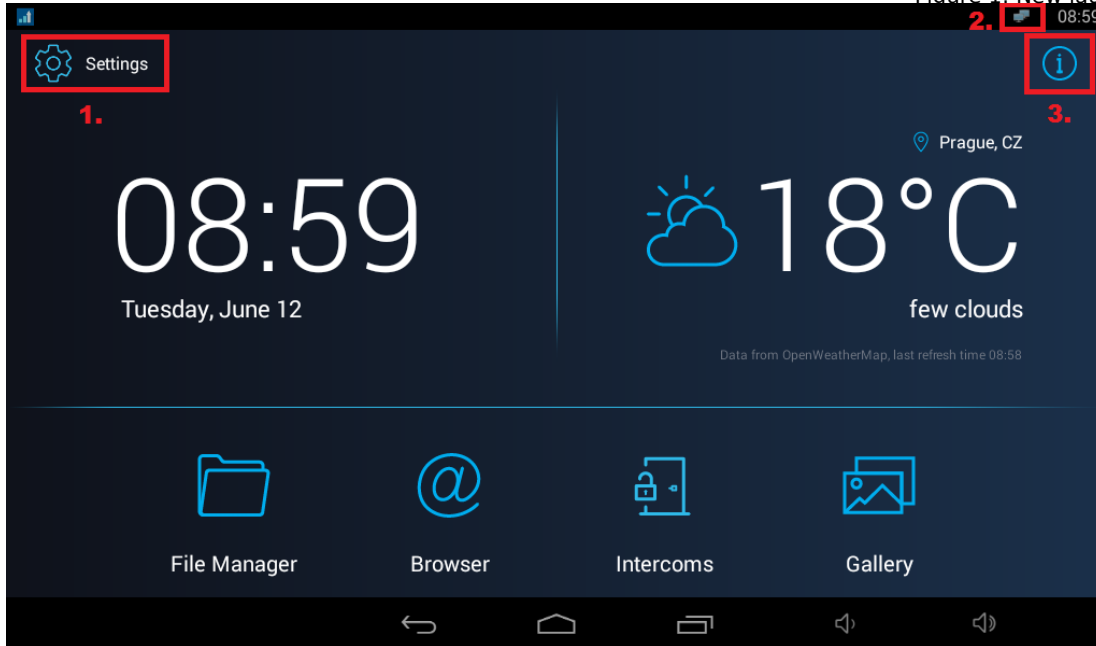 2.
08:59
Settings
1.
3.
Prague, CZ
08:59
18°C
Tuesday, June 12
few clouds
Data from OpenWeatherMap, last refresh time 08:58
File Manager
Browser
Intercoms
Gallery